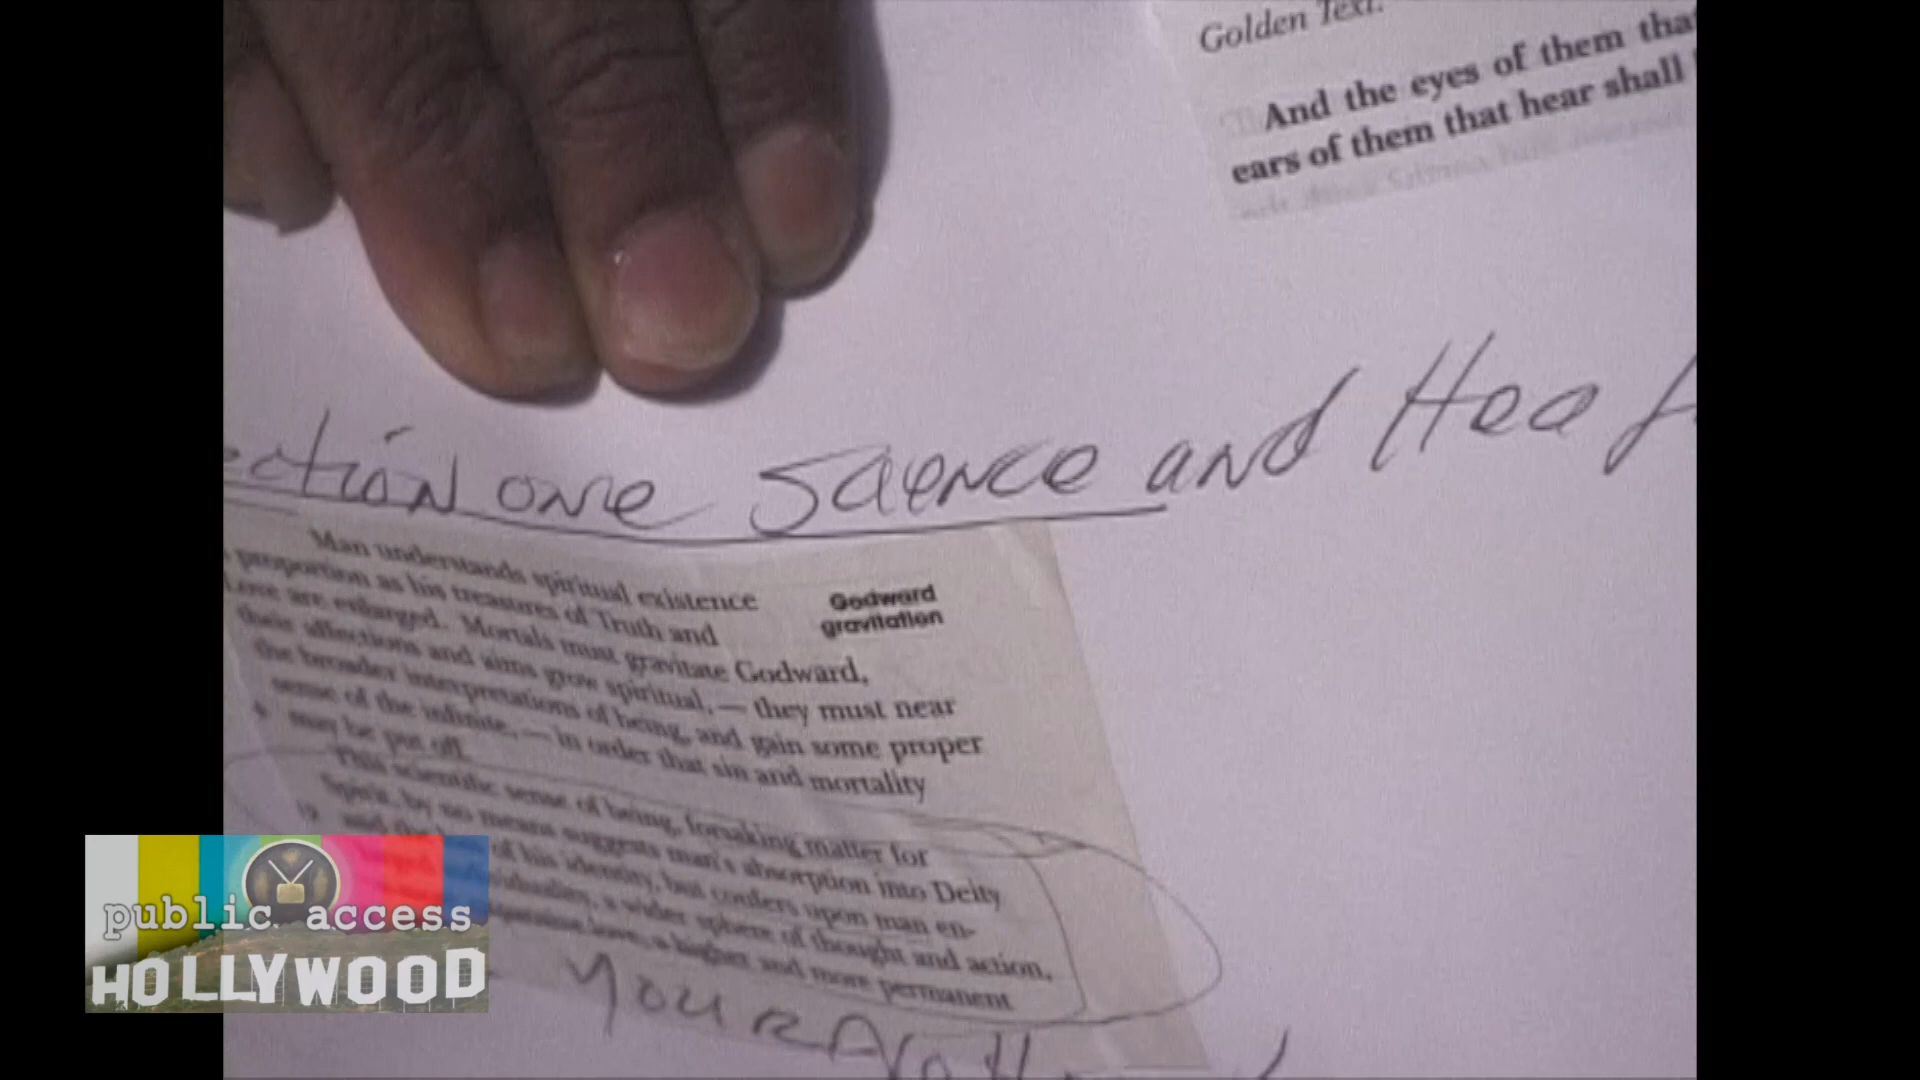 Golden Text.
And the eyes of them tha
ears of them that hear shall
ection one Science and Hea
Man understands spiritual existence
proportion as his treasures of Truth and
Love are enlarged. Mortals must gravitate Godward,
their affections and aims grow spiritual, — they must near
the broader interpretations of being, and gain some proper
sense of the infinite, — in order that sin and mortality
may be put off.
Godward
gravitation
This scientific sense of being, forsaking matter for
Spirit, by no means suggests man's absorption into Deity
and the of his identity, but confers upon man en-
a wider sphere of thought and action,
love, a higher and more permanent
your
public access
HOLLYWOOD